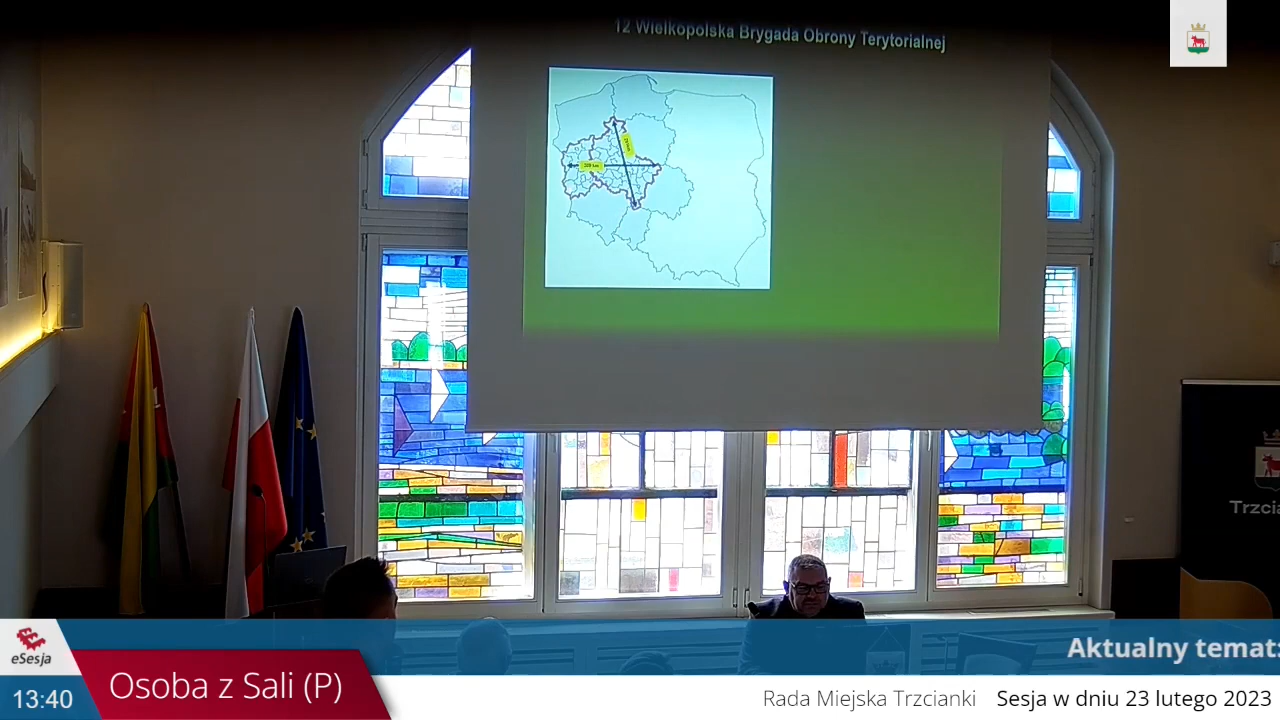 12 Wielkopolska Brygada Obrony Terytorialnej
Trzcia
Aktualny temat:
eSesja
Osoba z Sali (P)
13:40
Rada Miejska Trzcianki Sesja w dniu 23 lutego 2023